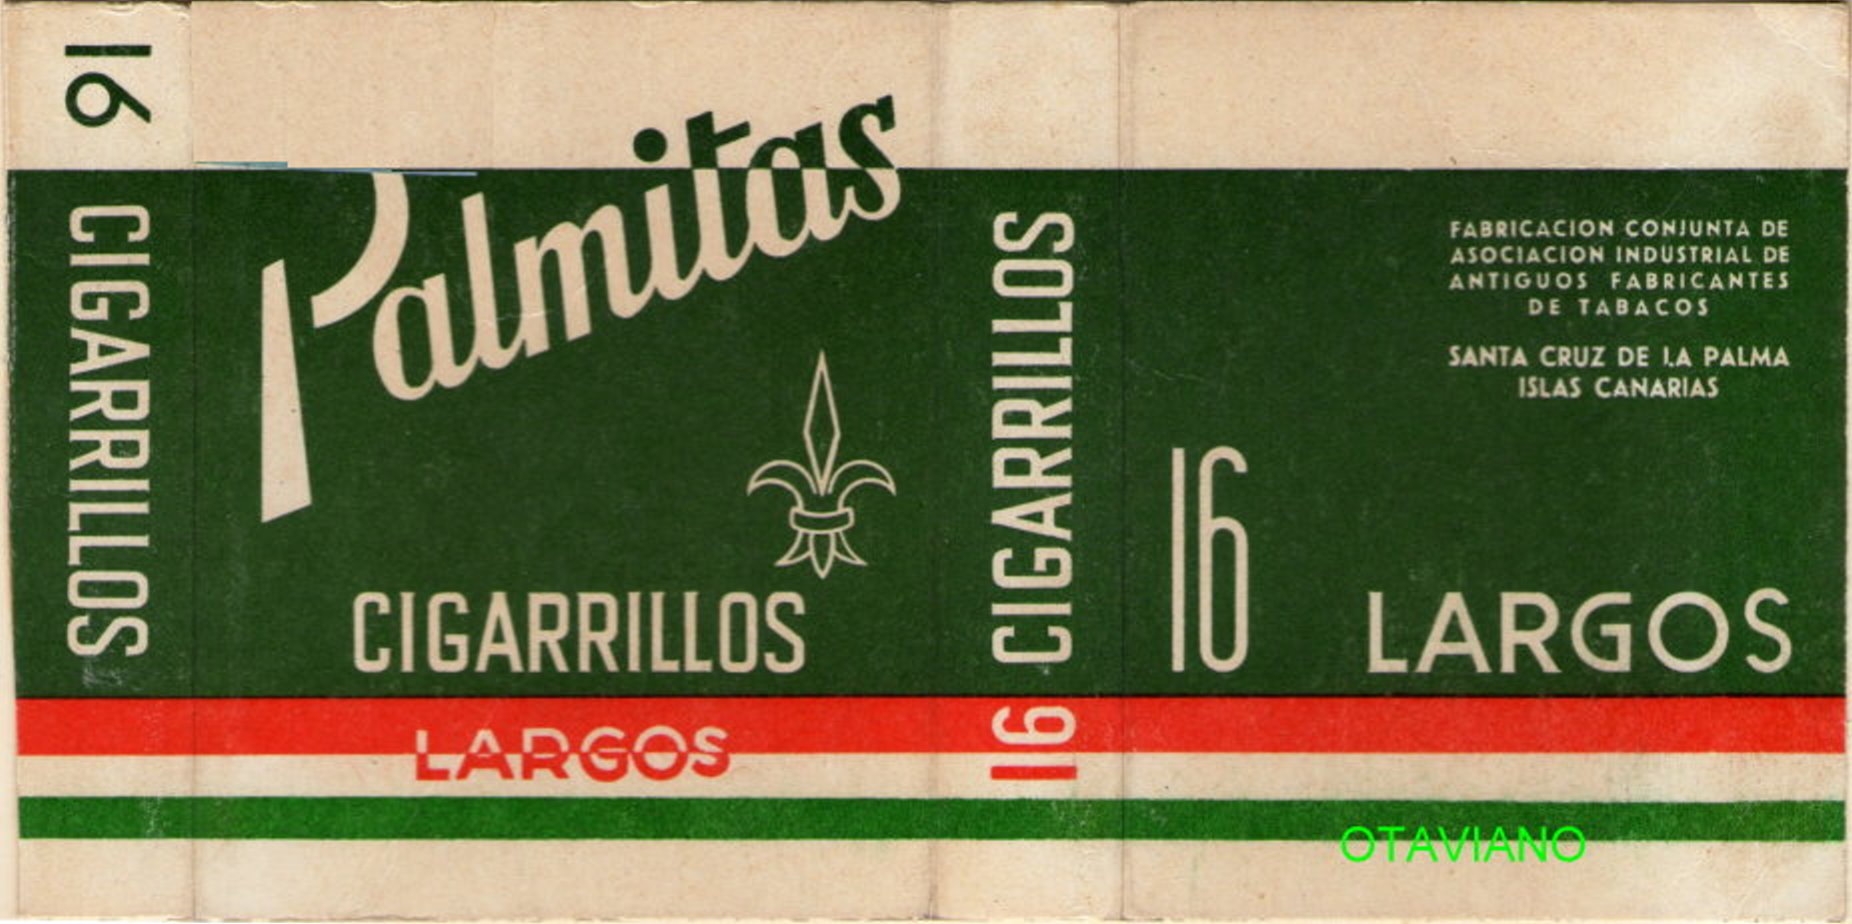 16
CIGARRILLOS
Palmitas
CIGARRILLOS
LARGOS
16 CIGARRILLOS
FABRICACION CONJUNTA DE
ASOCIACION INDUSTRIAL DE
ANTIGUOS FABRICANTES
DE TABACOS
SANTA CRUZ DE LA PALMA
ISLAS CANARIAS
16
LARGOS
OTAVIANO